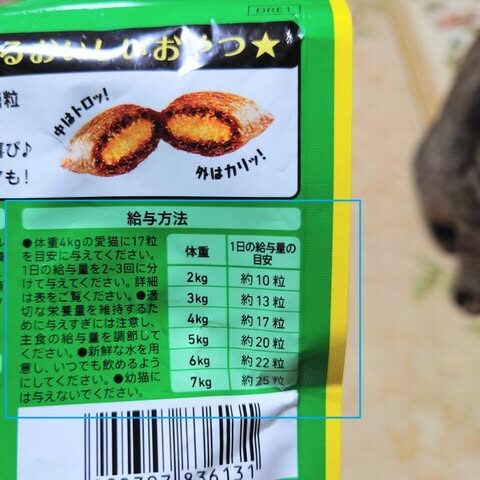 DRE1
るおいしいおやつ★
粒
中はトロッ!
び♪
も!
外はカリッ!
給与方法
●体重4kgの愛猫に17粒
を目安に与えてください。
1日の給与量を2~3回に分
けて与えてください。詳細
は表をご覧ください。●適
切な栄養量を維持するた
めに与えすぎには注意し、
主食の給与量を調節して
ください。●新鮮な水を用
意し、いつでも飲めるよう
にしてください。●幼猫に
は与えないでください。
体重 1日の給与量の目安
2kg 約10粒
3kg 約13粒
4kg 約17粒
5kg 約20粒
6kg 約22粒
7kg 約25粒
836131